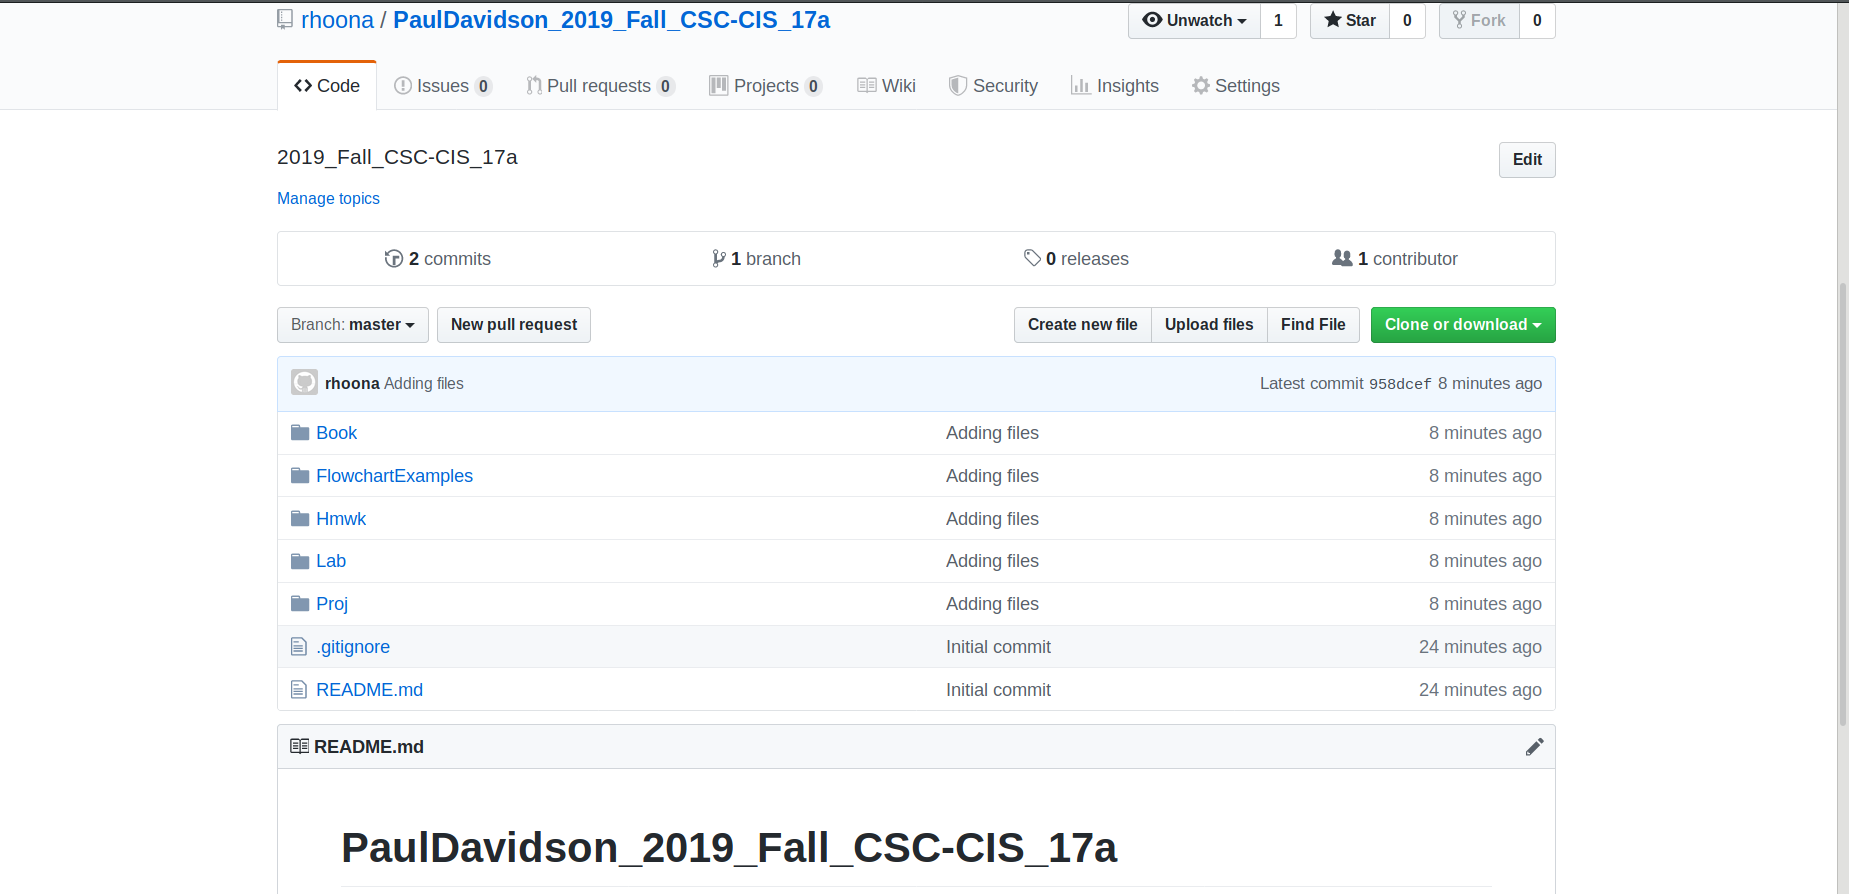 rhoona / PaulDavidson_2019_Fall_CSC-CIS_17a Unwatch 1 Star 0 Fork 0
Code Issues 0 Pull requests 0 Projects 0 Wiki Security Insights Settings
2019_Fall_CSC-CIS_17a Edit
Manage topics
2 commits 1 branch 0 releases 1 contributor
Branch: master New pull request Create new file Upload files Find File Clone or download
rhoona Adding files Latest commit 958dcef 8 minutes ago
Book Adding files 8 minutes ago
FlowchartExamples Adding files 8 minutes ago
Hmwk Adding files 8 minutes ago
Lab Adding files 8 minutes ago
Proj Adding files 8 minutes ago
.gitignore Initial commit 24 minutes ago
README.md Initial commit 24 minutes ago
README.md
PaulDavidson_2019_Fall_CSC-CIS_17a